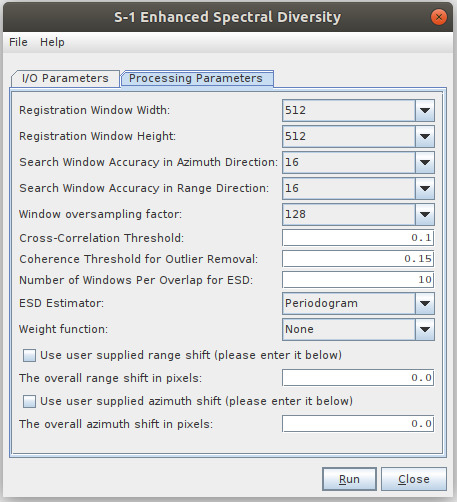 S-1 Enhanced Spectral Diversity
File Help
I/O Parameters Processing Parameters
Registration Window Width: 512
Registration Window Height: 512
Search Window Accuracy in Azimuth Direction: 16
Search Window Accuracy in Range Direction: 16
Window oversampling factor: 128
Cross-Correlation Threshold: 0.1
Coherence Threshold for Outlier Removal: 0.15
Number of Windows Per Overlap for ESD: 10
ESD Estimator: Periodogram
Weight function: None
Use user supplied range shift (please enter it below)
The overall range shift in pixels: 0.0
Use user supplied azimuth shift (please enter it below)
The overall azimuth shift in pixels: 0.0
Run Close